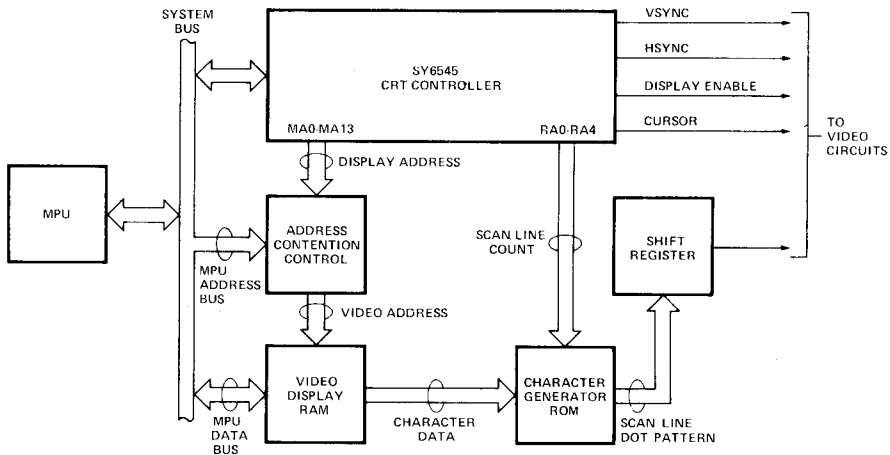 SYSTEM
BUS
VSYNC
HSYNC
SY6545
CRT CONTROLLER
DISPLAY ENABLE
CURSOR
MA0-MA13
RA0-RA4
TO
VIDEO
CIRCUITS
DISPLAY ADDRESS
MPU
ADDRESS
CONTENTION
CONTROL
SCAN LINE
COUNT
SHIFT
REGISTER
MPU
ADDRESS
BUS
VIDEO ADDRESS
VIDEO
DISPLAY
RAM
CHARACTER
GENERATOR
ROM
MPU
DATA
BUS
CHARACTER
DATA
SCAN LINE
DOT PATTERN